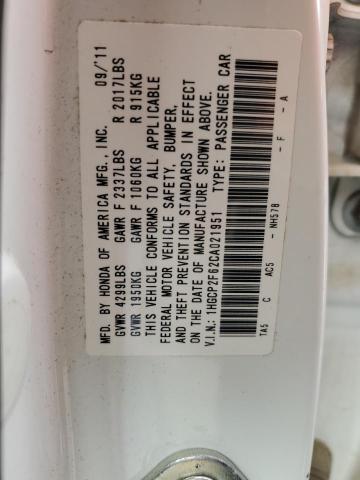 MFD. BY HONDA OF AMERICA MFG., INC. 09/'11
GVWR 4299LBS GAWR F 2337LBS R 2017LBS
GVWR 1950KG GAWR F 1060KG R 915KG
THIS VEHICLE CONFORMS TO ALL APPLICABLE
FEDERAL MOTOR VEHICLE SAFETY, BUMPER,
AND THEFT PREVENTION STANDARDS IN EFFECT
ON THE DATE OF MANUFACTURE SHOWN ABOVE.
V.I.N.: 1HGCP2F62CA021951 TYPE: PASSENGER CAR
TA5 C AC5 - NH578 - F - A